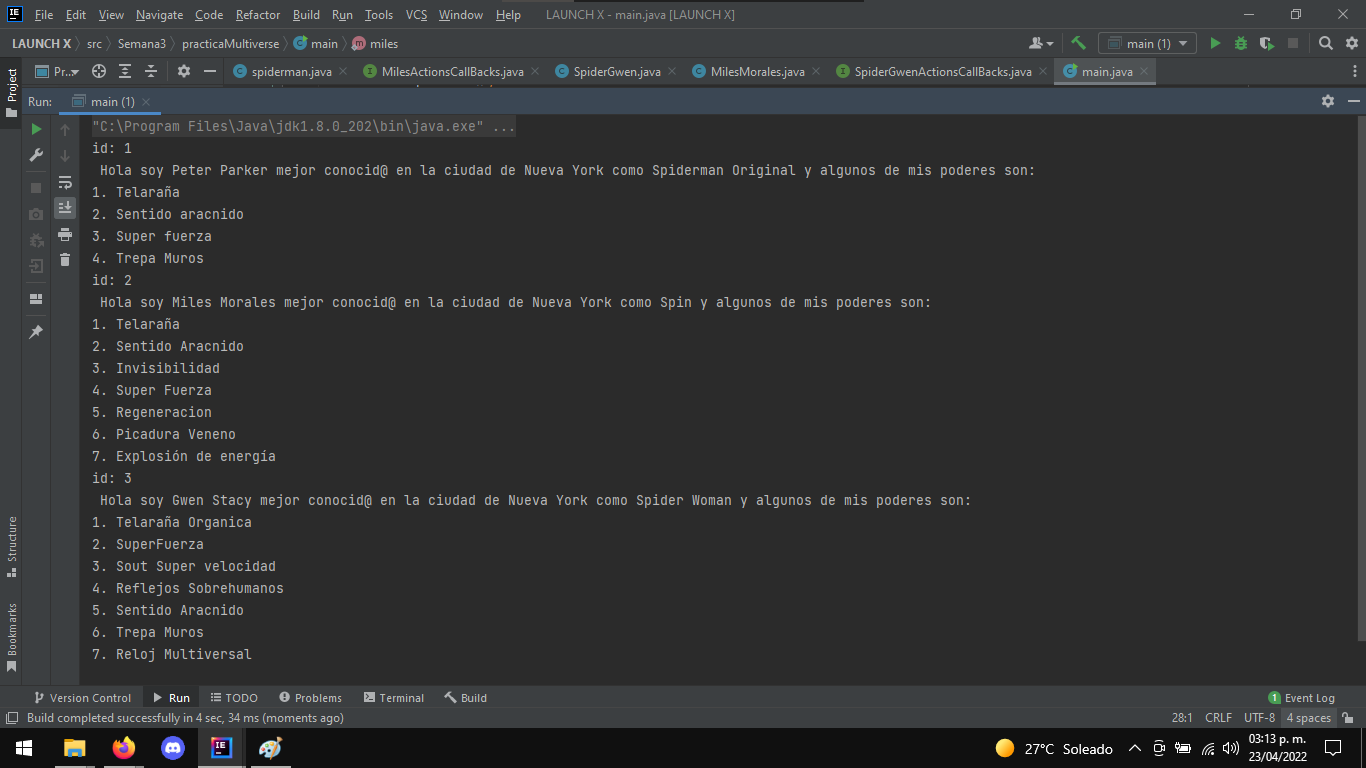 File Edit View Navigate Code Refactor Build Run Tools VCS Window Help LAUNCH X - main.java [LAUNCH X]
LAUNCH X src Semana3 practicaMultiverse main miles main (1)
Project Pr... spiderman.java MilesActionsCallBacks.java SpiderGwen.java MilesMorales.java SpiderGwenActionsCallBacks.java main.java
Run: main (1)
"C:\Program Files\Java\jdk1.8.0_202\bin\java.exe" ...
id: 1
Hola soy Peter Parker mejor conocid@ en la ciudad de Nueva York como Spiderman Original y algunos de mis poderes son:
1. Telaraña
2. Sentido aracnido
3. Super fuerza
4. Trepa Muros
id: 2
Hola soy Miles Morales mejor conocid@ en la ciudad de Nueva York como Spin y algunos de mis poderes son:
1. Telaraña
2. Sentido Aracnido
3. Invisibilidad
4. Super Fuerza
5. Regeneracion
6. Picadura Veneno
7. Explosión de energia
id: 3
Hola soy Gwen Stacy mejor conocid@ en la ciudad de Nueva York como Spider Woman y algunos de mis poderes son:
1. Telaraña Organica
2. SuperFuerza
3. Sout Super velocidad
4. Reflejos Sobrehumanos
5. Sentido Aracnido
6. Trepa Muros
7. Reloj Multiversal
Structure
Bookmarks
Version Control Run TODO Problems Terminal Build 1 Event Log
Build completed successfully in 4 sec, 34 ms (moments ago) 28:1 CRLF UTF-8 4 spaces
27°C Soleado 03:13 p. m.
23/04/2022